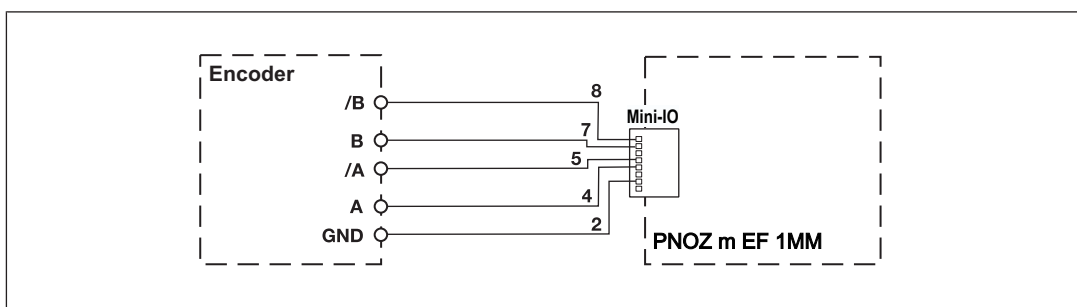 Encoder
/B
8
Mini-IO
B
7
/A
5
A
4
GND
2
PNOZ m EF 1MM